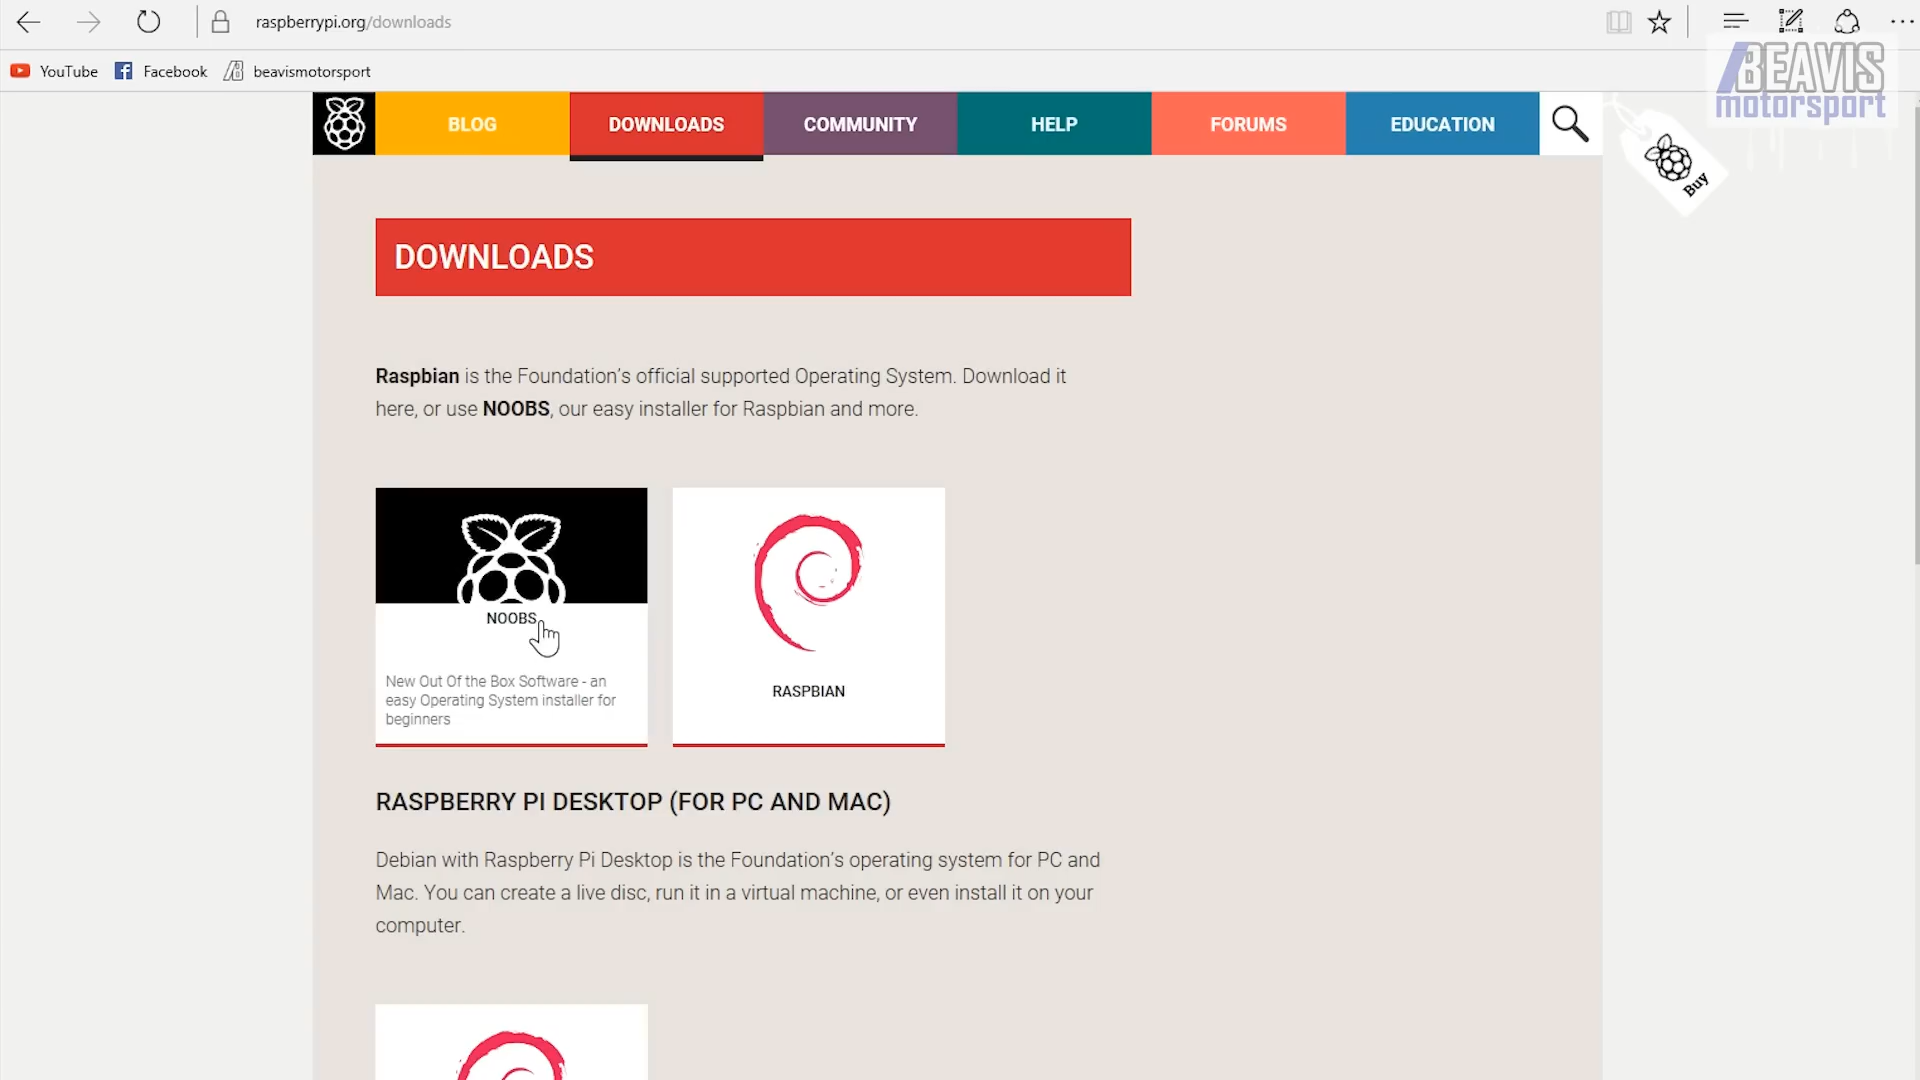 raspberrypi.org/downloads
YouTube
Facebook
beavismotorsport
BEAVIS
motorsport
BLOG
DOWNLOADS
COMMUNITY
HELP
FORUMS
EDUCATION
Buy
DOWNLOADS
Raspbian is the Foundation’s official supported Operating System. Download it
here, or use NOOBS, our easy installer for Raspbian and more.
NOOBS
New Out Of the Box Software - an
easy Operating System installer for
beginners
RASPBIAN
RASPBERRY PI DESKTOP (FOR PC AND MAC)
Debian with Raspberry Pi Desktop is the Foundation’s operating system for PC and
Mac. You can create a live disc, run it in a virtual machine, or even install it on your
computer.